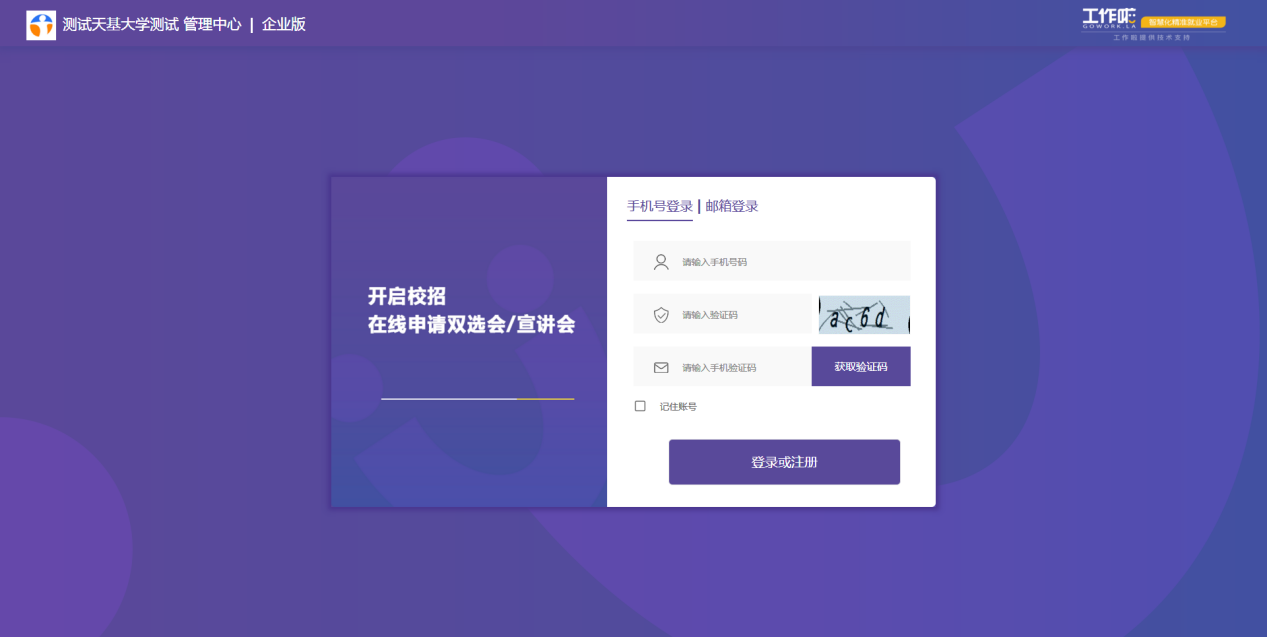 测试天基大学测试 管理中心 | 企业版
工作啦
GOWORK.LA
智慧化精准就业平台
工作啦提供技术支持
开启校招
在线申请双选会/宣讲会
手机号登录 | 邮箱登录
请输入手机号码
请输入验证码
ac6d
请输入手机验证码
获取验证码
记住账号
登录或注册